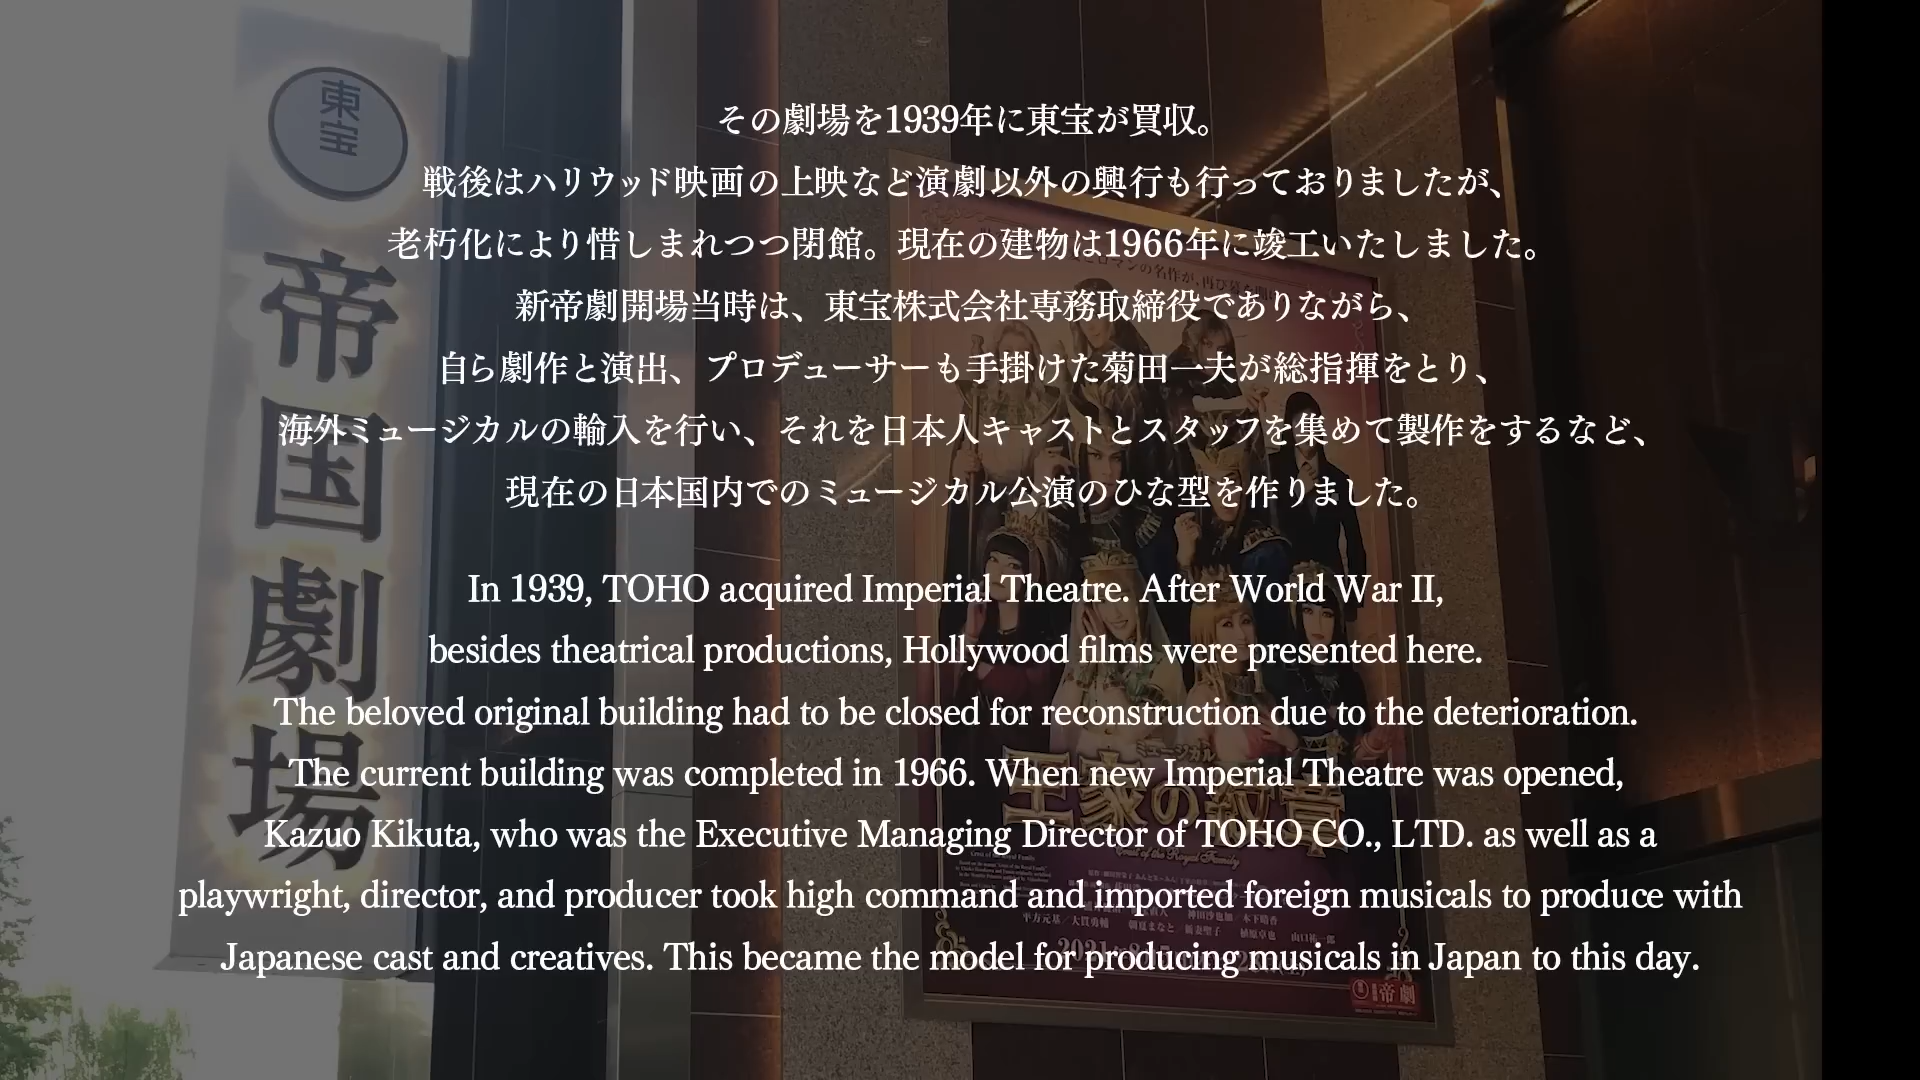 その劇場を1939年に東宝が買収。
戦後はハリウッド映画の上映など演劇以外の興行も行っておりましたが、
老朽化により惜しまれつつ閉館。現在の建物は1966年に竣工いたしました。
新帝劇開場当時は、東宝株式会社専務取締役でありながら、
自ら劇作と演出、プロデューサーも手掛けた菊田一夫が総指揮をとり、
海外ミュージカルの輸入を行い、それを日本人キャストとスタッフを集めて製作をするなど、
現在の日本国内でのミュージカル公演のひな型を作りました。
In 1939, TOHO acquired Imperial Theatre. After World War II,
besides theatrical productions, Hollywood films were presented here.
The beloved original building had to be closed for reconstruction due to the deterioration.
The current building was completed in 1966. When new Imperial Theatre was opened,
Kazuo Kikuta, who was the Executive Managing Director of TOHO CO., LTD. as well as a
playwright, director, and producer took high command and imported foreign musicals to produce with
Japanese cast and creatives. This became the model for producing musicals in Japan to this day.
東宝
帝国劇場
ミュージカル
王家の紋章
帝劇